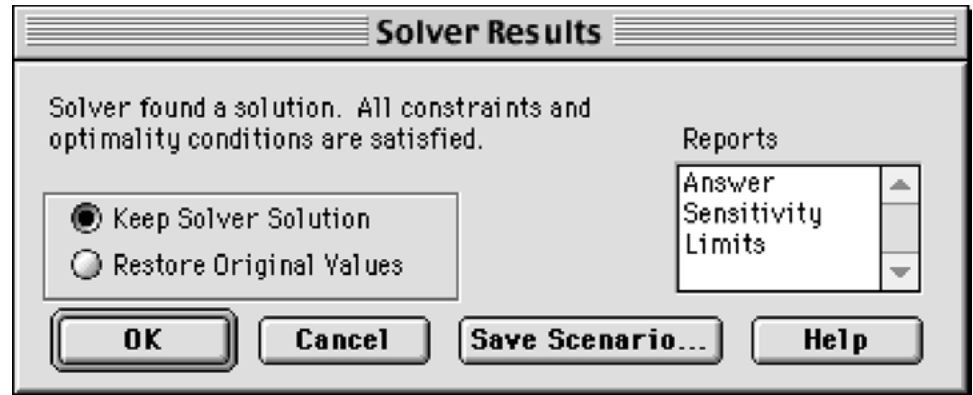 Solver Results
Solver found a solution. All constraints and
optimality conditions are satisfied.
Reports
Answer
Sensitivity
Limits
Keep Solver Solution
Restore Original Values
OK
Cancel
Save Scenario...
Help